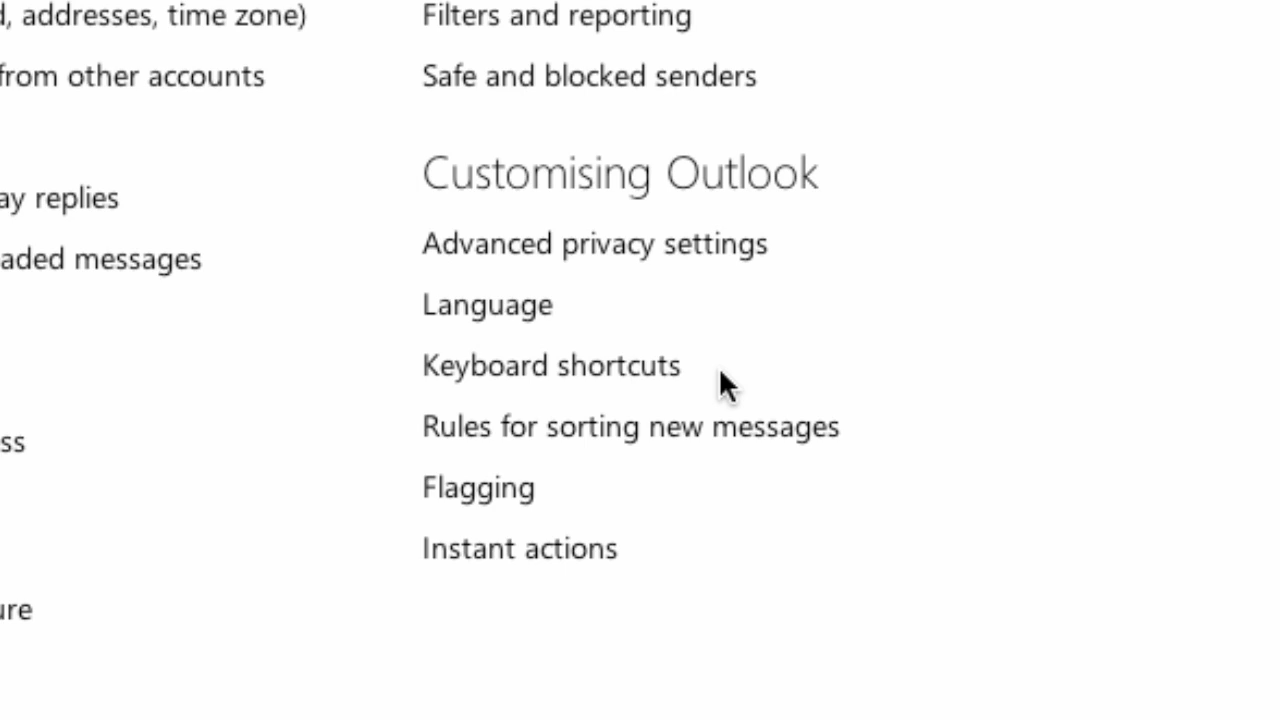 d, addresses, time zone)
from other accounts
ay replies
aded messages
ss
ure
Filters and reporting
Safe and blocked senders
Customising Outlook
Advanced privacy settings
Language
Keyboard shortcuts
Rules for sorting new messages
Flagging
Instant actions